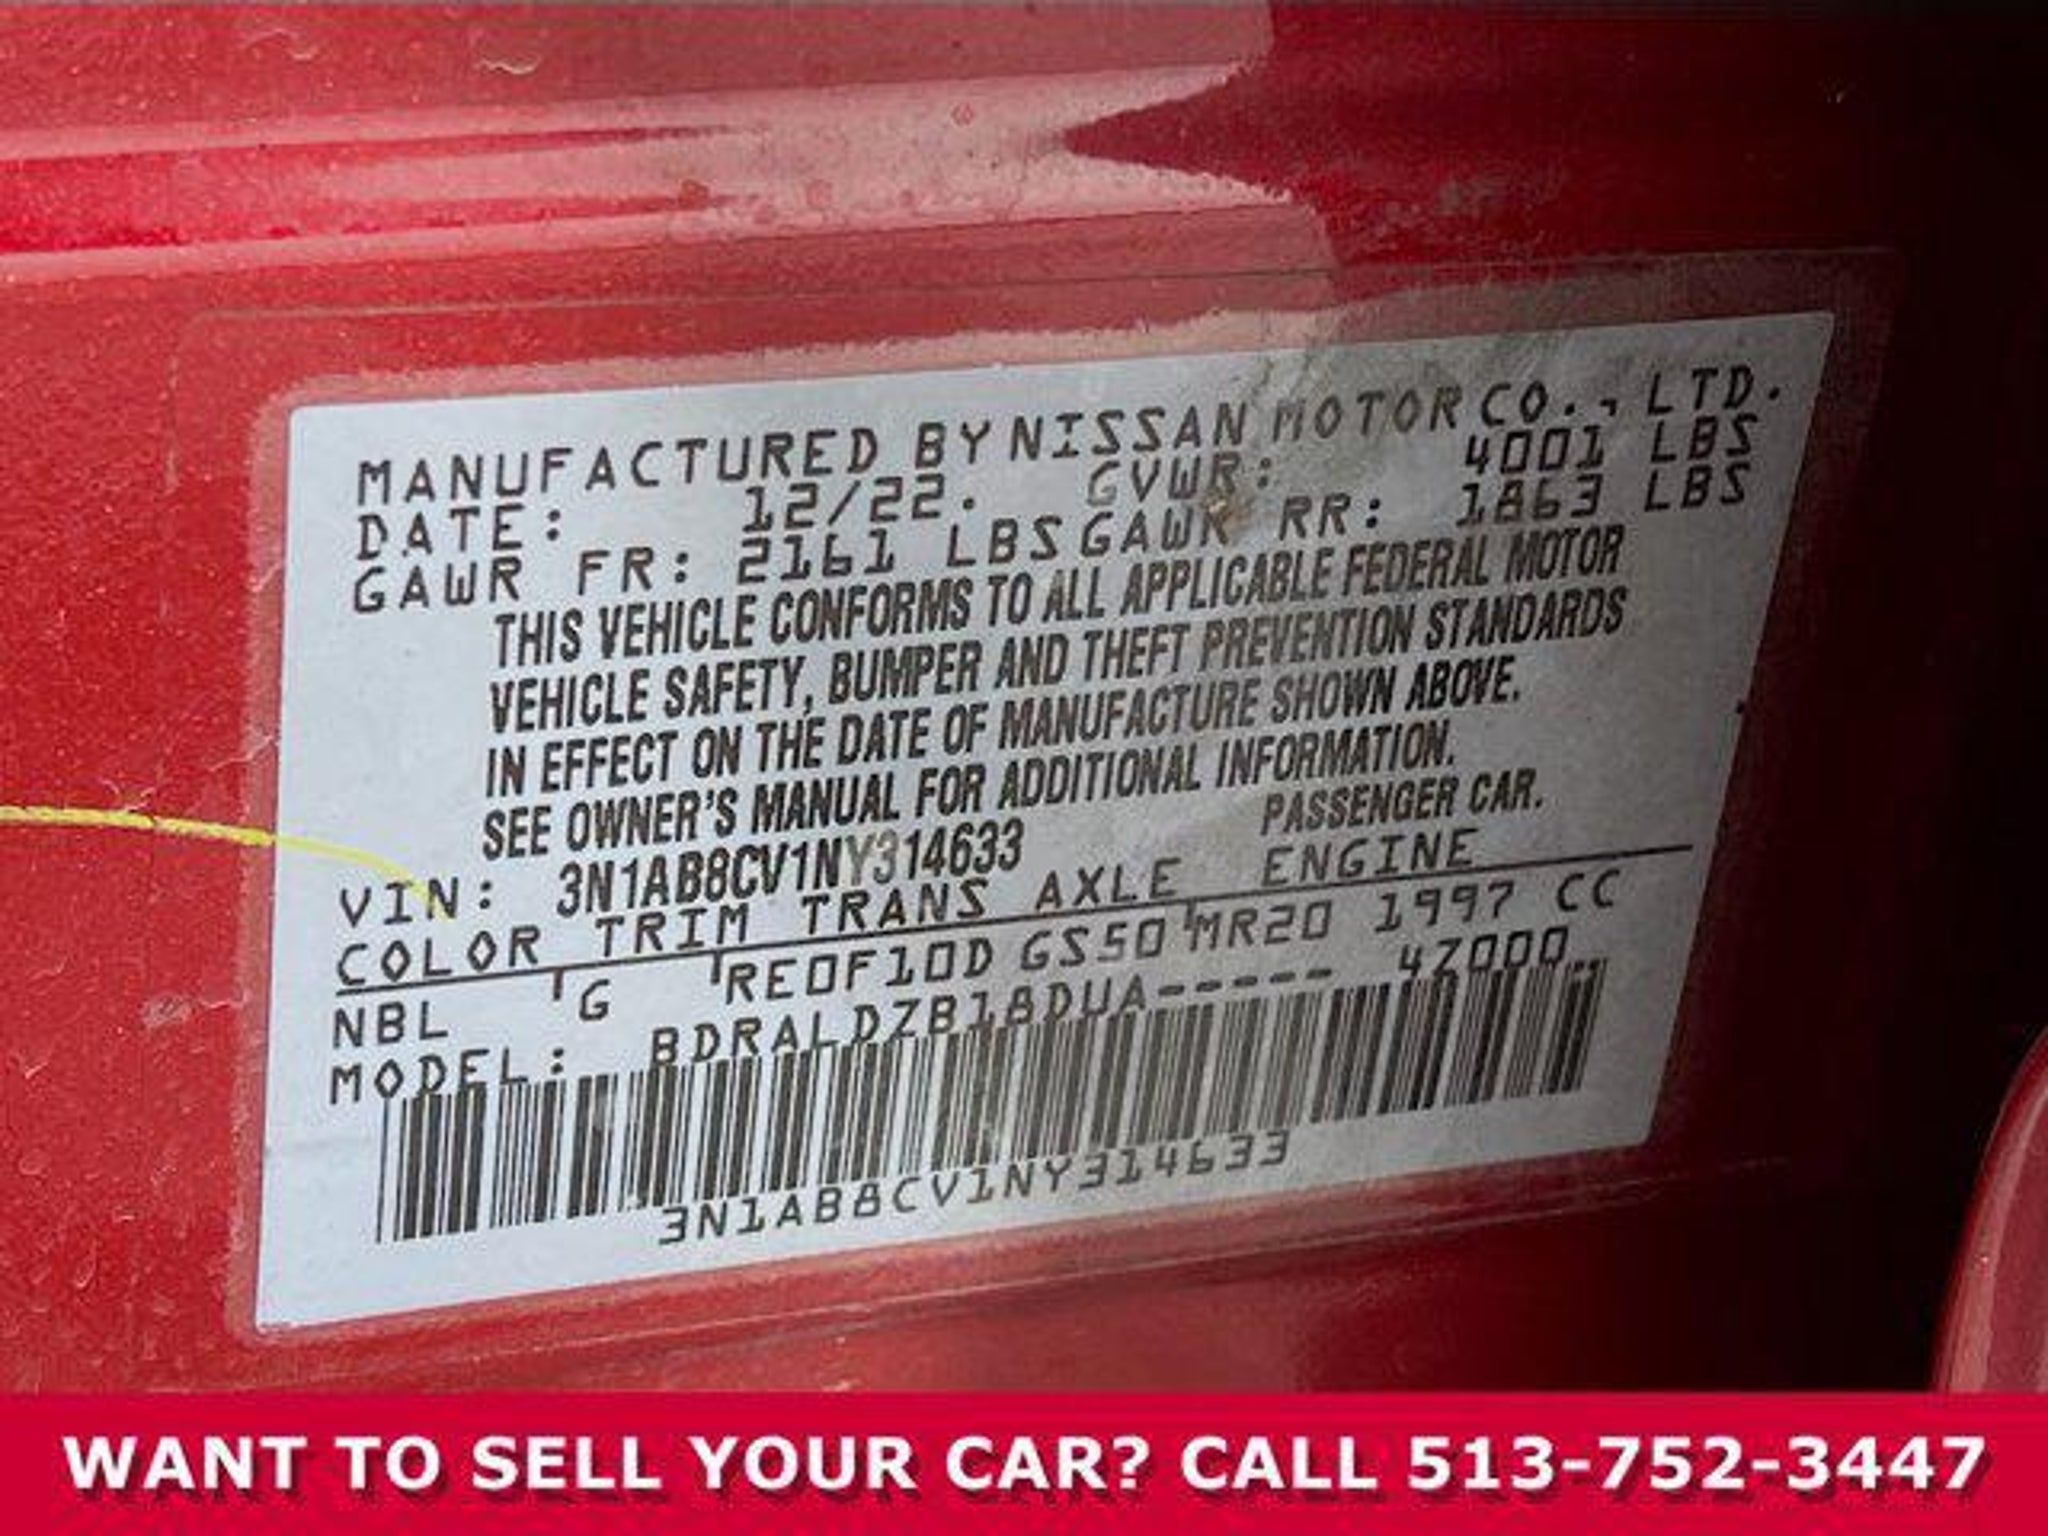 MANUFACTURED BY NISSAN MOTOR CO., LTD.
DATE: 12/22. GVWR: 4001 LBS
GAWR FR: 2161 LBS GAWR RR: 1863 LBS
THIS VEHICLE CONFORMS TO ALL APPLICABLE FEDERAL MOTOR
VEHICLE SAFETY, BUMPER AND THEFT PREVENTION STANDARDS
IN EFFECT ON THE DATE OF MANUFACTURE SHOWN ABOVE.
SEE OWNER'S MANUAL FOR ADDITIONAL INFORMATION.
VIN: 3N1AB8CV1NY314633 PASSENGER CAR.
COLOR TRIM TRANS AXLE ENGINE
NBL G RE0F10D GS50 MR20 1997 CC
MODEL: BDRALDZB18DUA----- 47000
3N1AB8CV1NY314633
WANT TO SELL YOUR CAR? CALL 513-752-3447